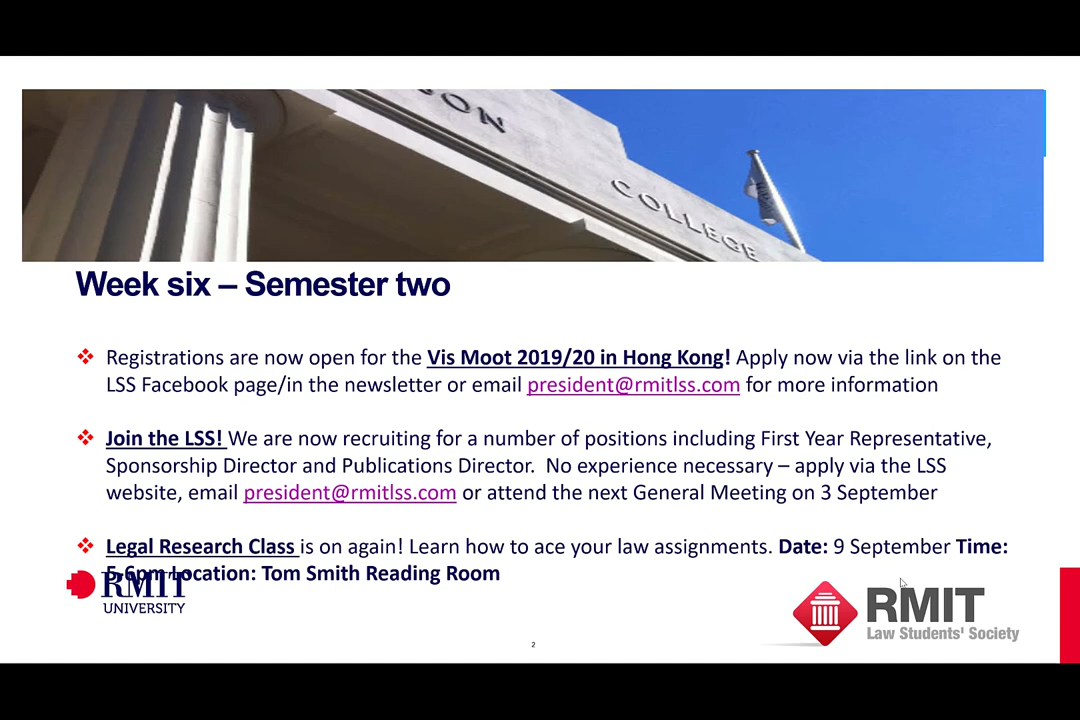 ON
COLLEGE
Week six – Semester two
❖ Registrations are now open for the Vis Moot 2019/20 in Hong Kong! Apply now via the link on the
LSS Facebook page/in the newsletter or email president@rmitlss.com for more information
❖ Join the LSS! We are now recruiting for a number of positions including First Year Representative,
Sponsorship Director and Publications Director.  No experience necessary – apply via the LSS
website, email president@rmitlss.com or attend the next General Meeting on 3 September
❖ Legal Research Class is on again! Learn how to ace your law assignments. Date: 9 September Time:
5-6pm Location: Tom Smith Reading Room
RMIT
UNIVERSITY
RMIT
Law Students' Society
2